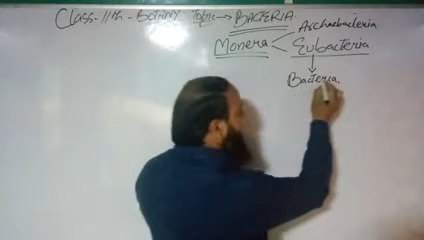 Class-11th-BOTANY Topic→BACTERIA.
Archaebacteria
Monera
Eubacteria
Bacteria.